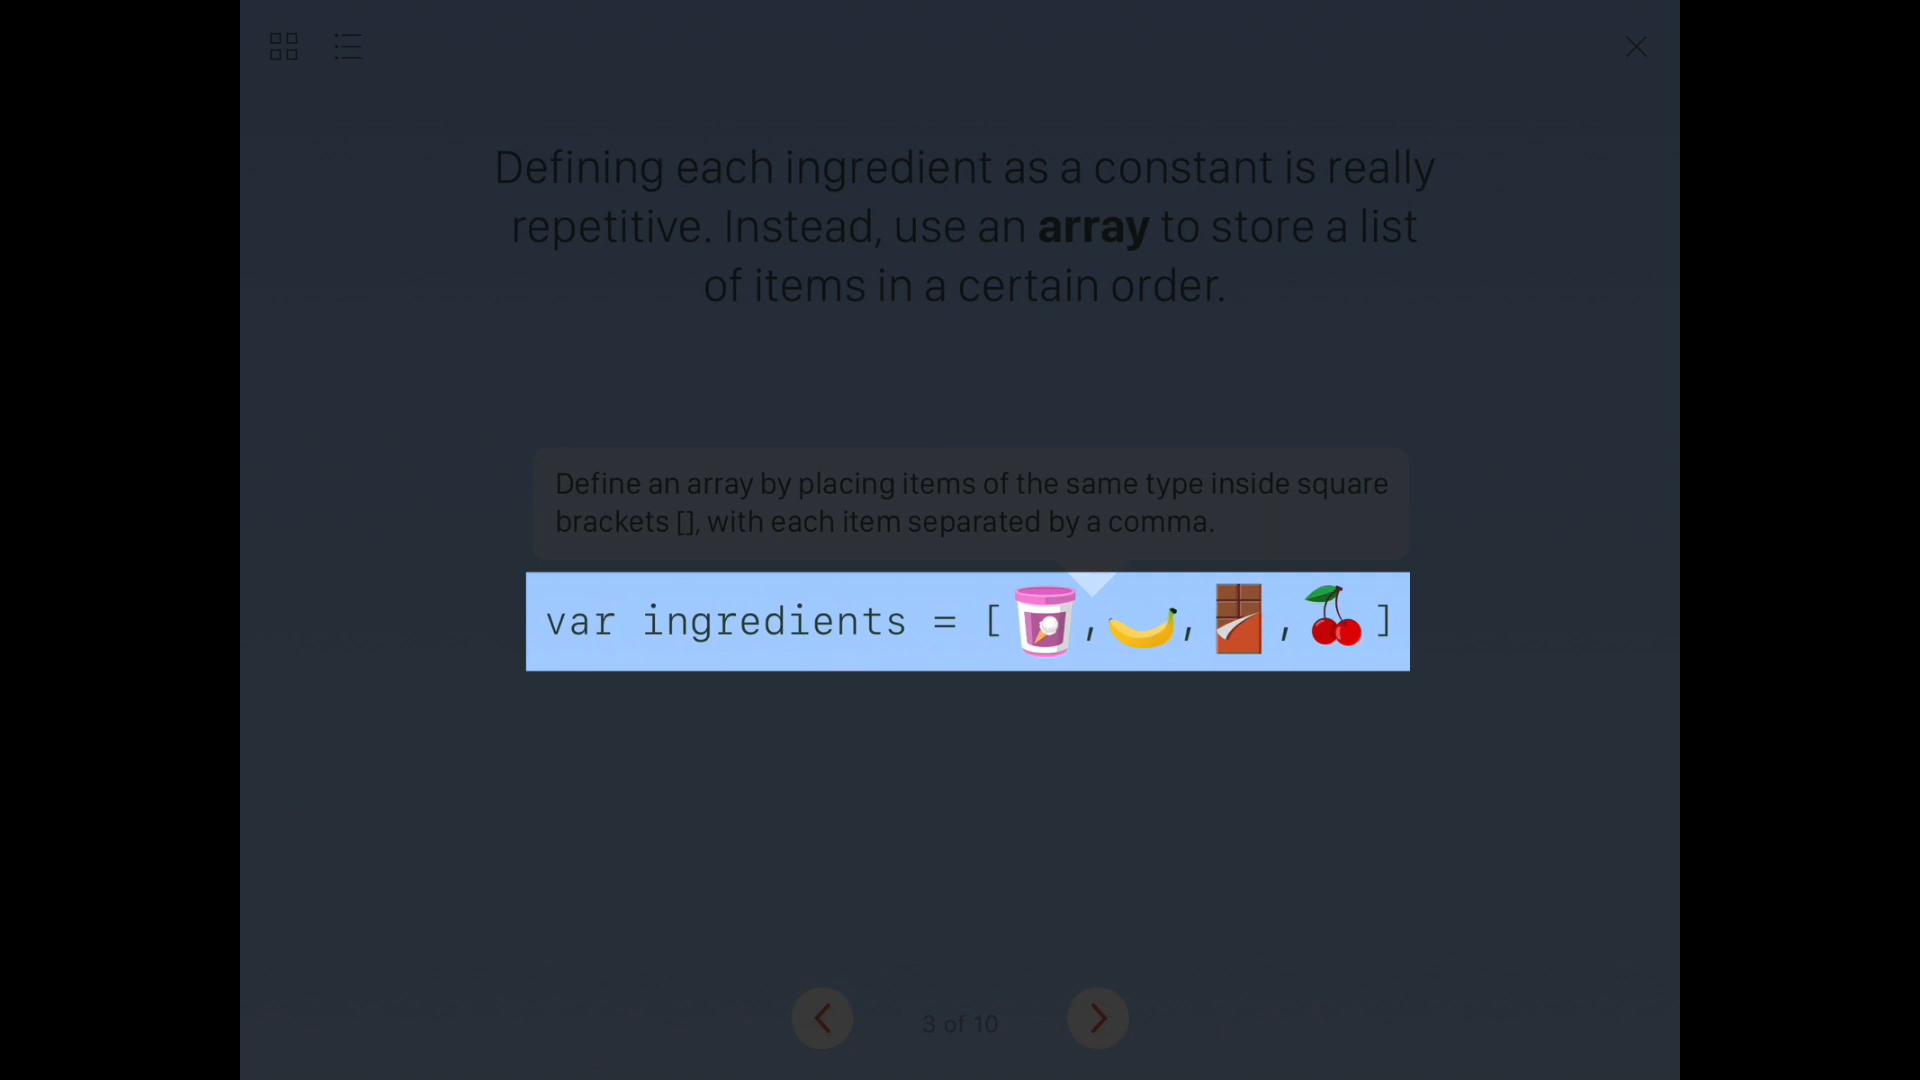 Defining each ingredient as a constant is really
repetitive. Instead, use an array to store a list
of items in a certain order.
Define an array by placing items of the same type inside square
brackets [], with each item separated by a comma.
var ingredients = [ , , , ]
3 of 10